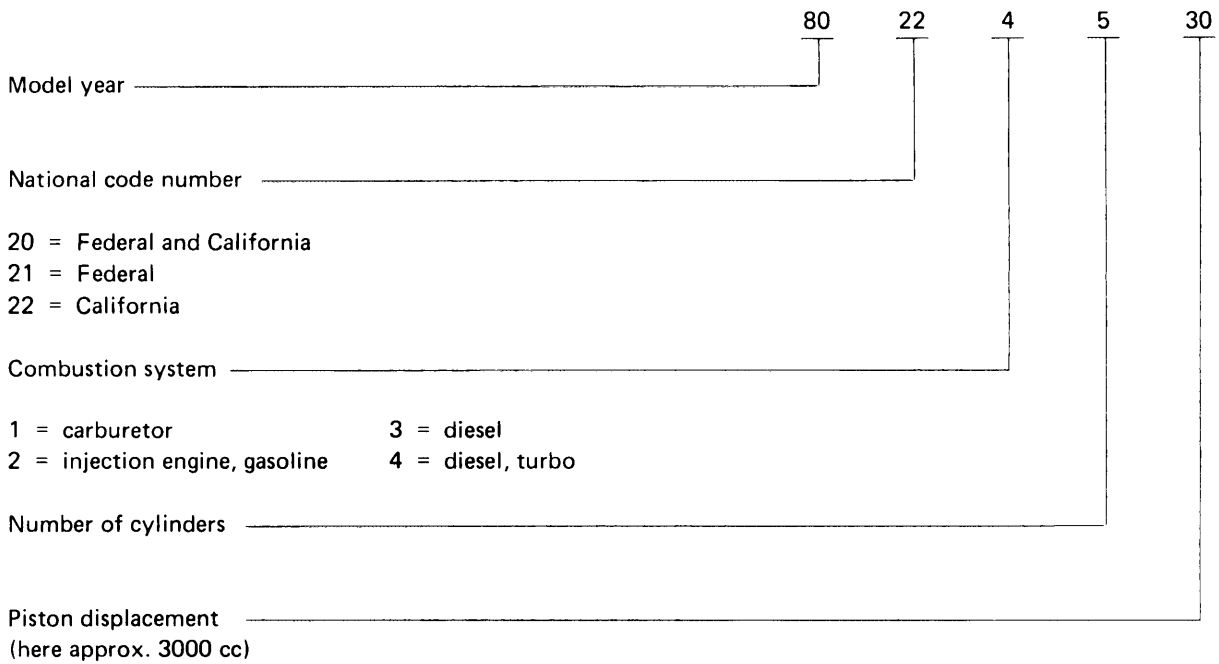 80 22 4 5 30
Model year
National code number
20 = Federal and California
21 = Federal
22 = California
Combustion system
1 = carburetor 3 = diesel
2 = injection engine, gasoline 4 = diesel, turbo
Number of cylinders
Piston displacement
(here approx. 3000 cc)